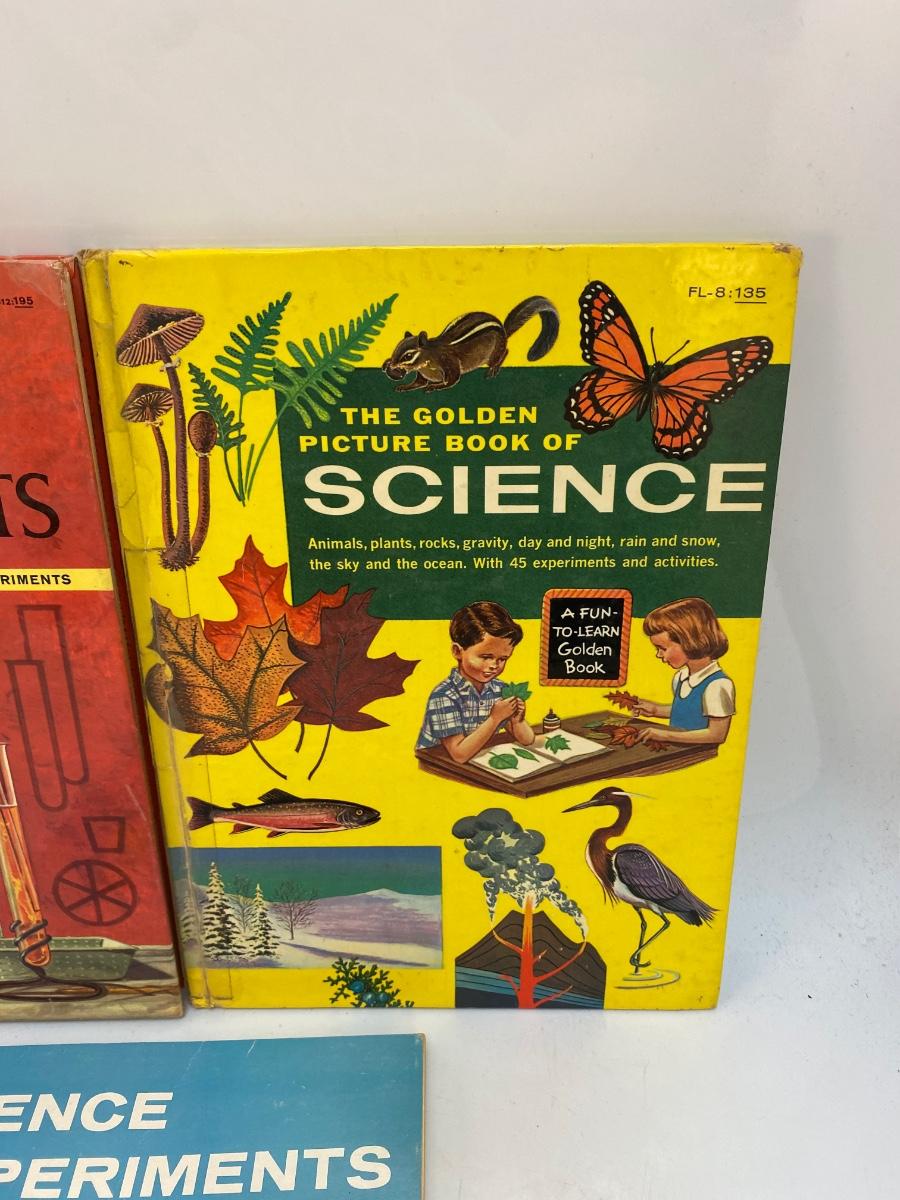 12:195
TS
RIMENTS
FL-8:135
THE GOLDEN
PICTURE BOOK OF
SCIENCE
Animals, plants, rocks, gravity, day and night, rain and snow,
the sky and the ocean. With 45 experiments and activities.
A FUN-
TO-LEARN
Golden
Book
ENCE
PERIMENTS